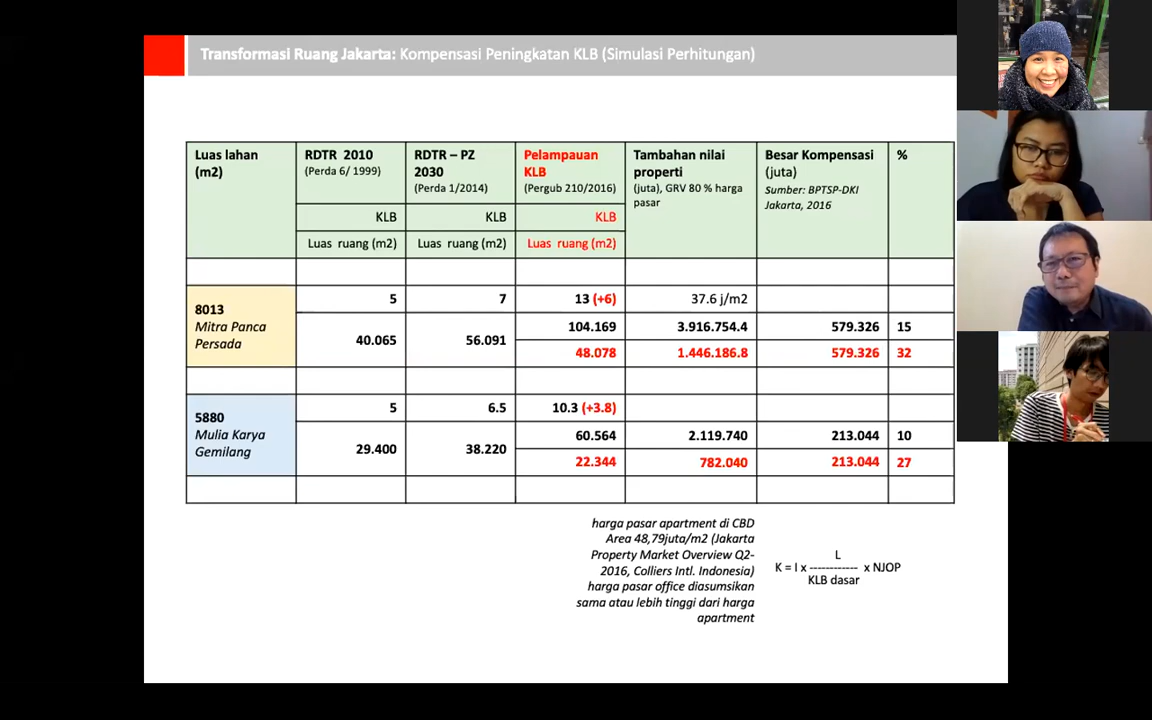 Transformasi Ruang Jakarta: Kompensasi Peningkatan KLB (Simulasi Perhitungan)
Luas lahan
(m2)
RDTR 2010
(Perda 6/ 1999)
RDTR – PZ
2030
(Perda 1/2014)
Pelampauan
KLB
(Pergub 210/2016)
Tambahan nilai
properti
(juta), GRV 80 % harga
pasar
Besar Kompensasi
(juta)
Sumber: BPTSP-DKI
Jakarta, 2016
%
KLB
KLB
KLB
Luas ruang (m2)
Luas ruang (m2)
Luas ruang (m2)
8013
Mitra Panca
Persada
5
7
13 (+6)
37.6 j/m2
40.065
56.091
104.169
3.916.754.4
579.326
15
48.078
1.446.186.8
579.326
32
5880
Mulia Karya
Gemilang
5
6.5
10.3 (+3.8)
29.400
38.220
60.564
2.119.740
213.044
10
22.344
782.040
213.044
27
harga pasar apartment di CBD
Area 48,79juta/m2 (Jakarta
Property Market Overview Q2-
2016, Colliers Intl. Indonesia)
harga pasar office diasumsikan
sama atau lebih tinggi dari harga
apartment
L
K = I x ------------ x NJOP
KLB dasar